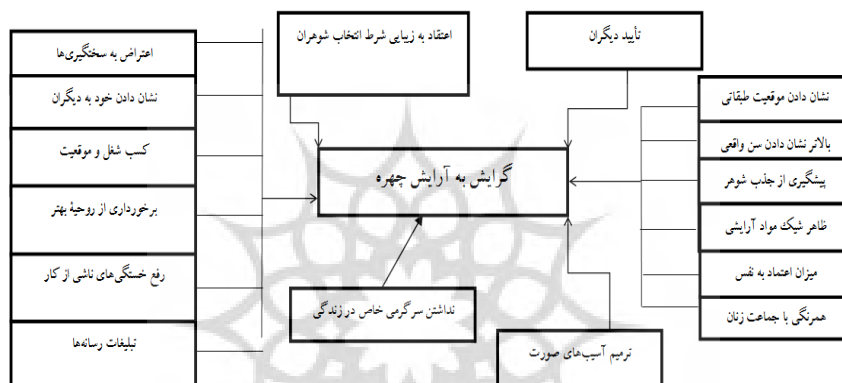 تأیید دیگران
اعتقاد به زیبایی شرط انتخاب شوهران
نشان دادن موقعیت طبقاتی
بالاتر نشان دادن سن واقعی
پیشگیری از جذب شوهر
ظاهر شیک مواد آرایشی
میزان اعتماد به نفس
همرنگی با جماعت زنان
گرایش به آرایش چهره
اعتراض به سختگیری‌ها
نشان دادن خود به دیگران
کسب شغل و موقعیت
برخورداری از روحیۀ بهتر
رفع خستگی‌های ناشی از کار
تبلیغات رسانه‌ها
نداشتن سرگرمی خاص در زندگی
ترمیم آسیب‌های صورت